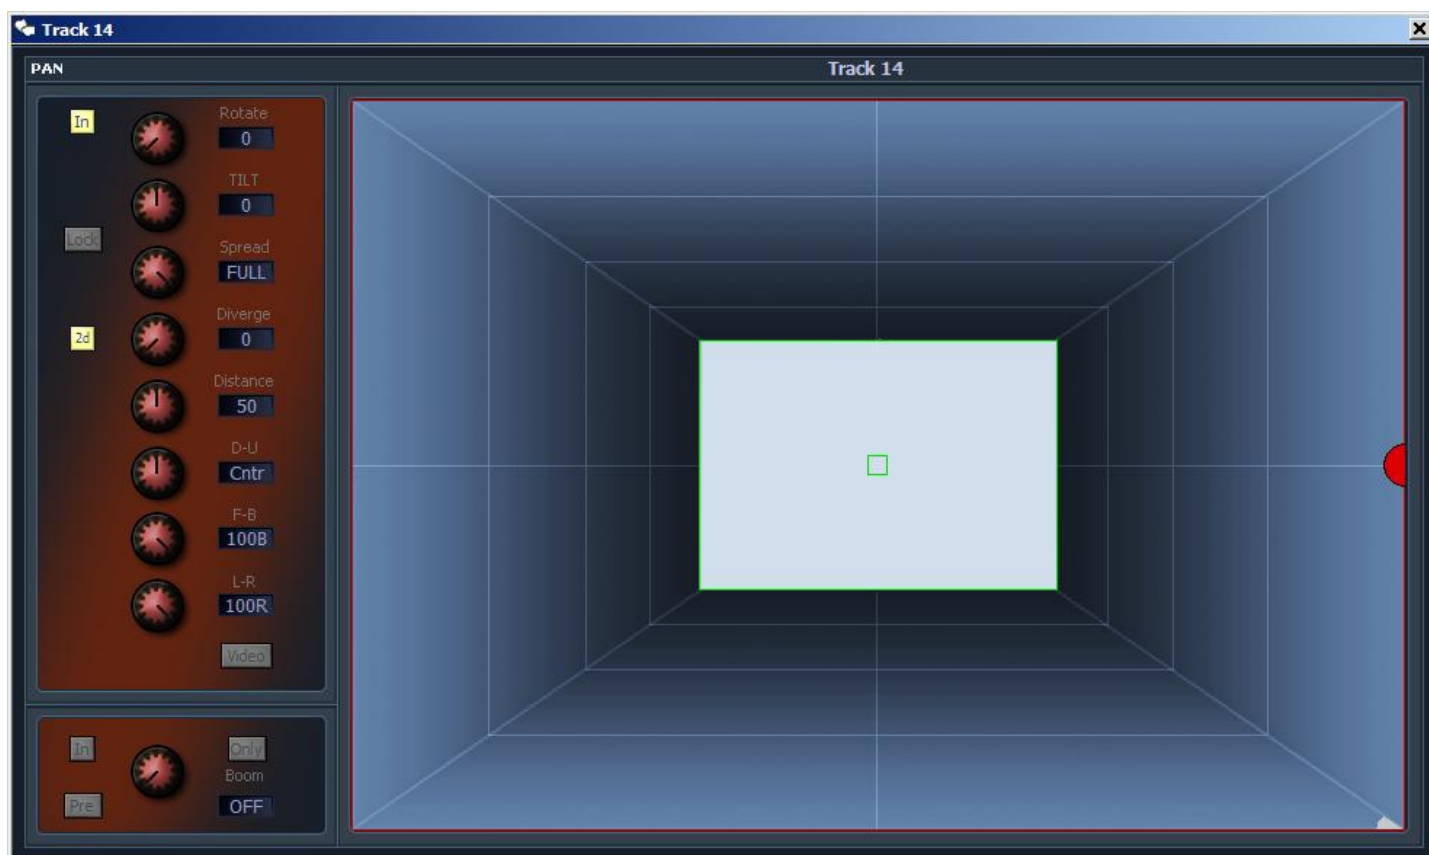 Track 14
PAN
Track 14
In
Rotate
0
TILT
0
Lock
Spread
FULL
Diverge
2d
0
Distance
50
D-U
Cntr
F-B
100B
L-R
100R
Video
In
Only
Boom
Pre
OFF